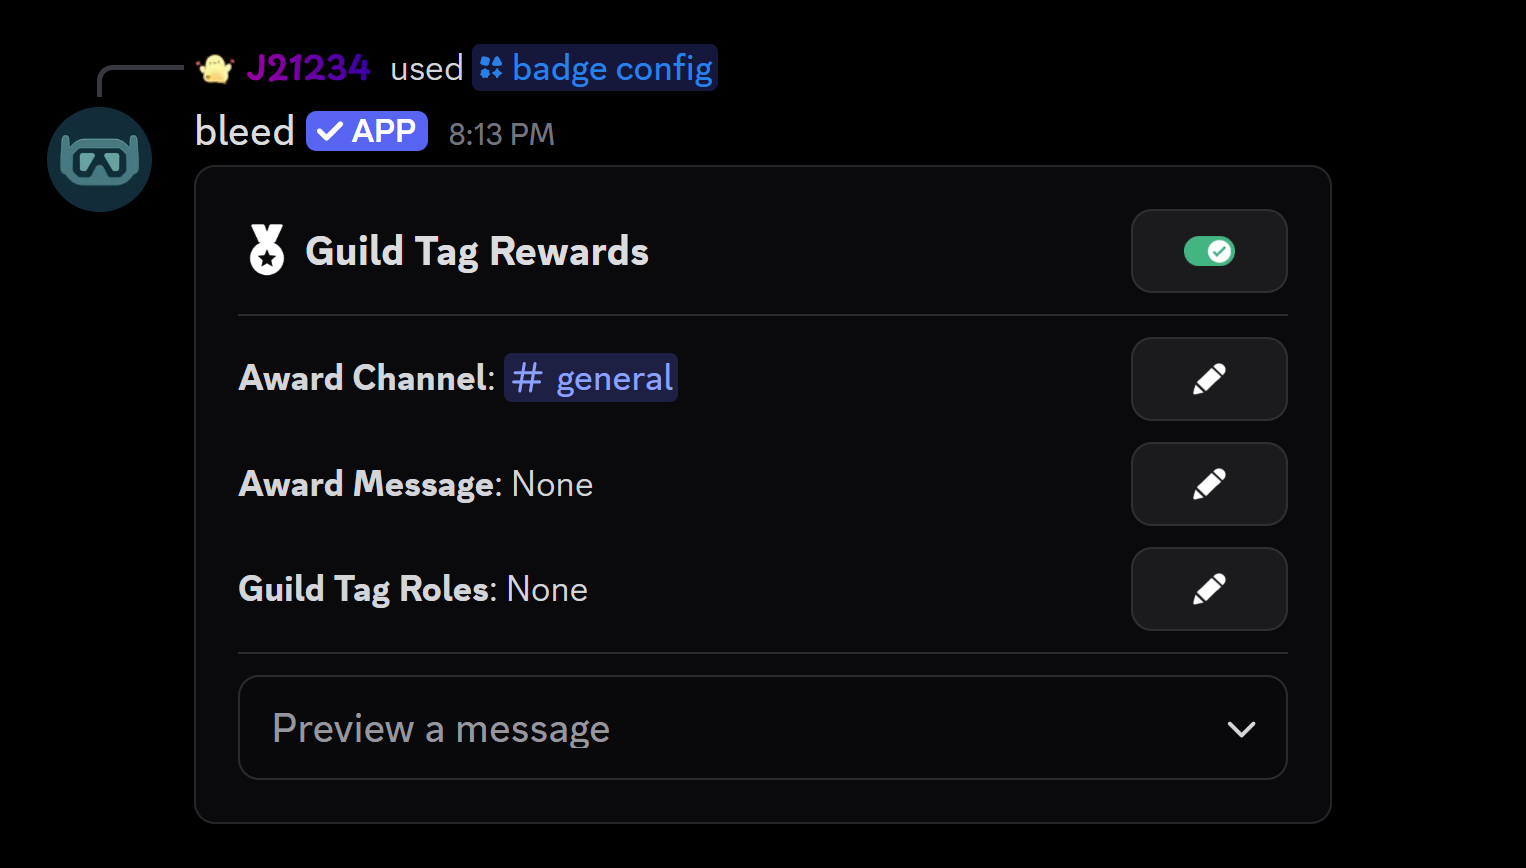 J21234 used badge config
bleed APP 8:13 PM
Guild Tag Rewards
Award Channel: # general
Award Message: None
Guild Tag Roles: None
Preview a message